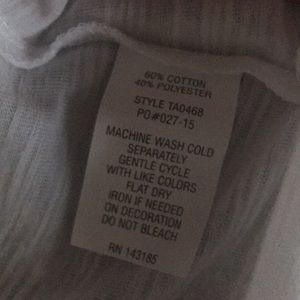 60% COTTON
40% POLYESTER
STYLE TA0468
PO#027-15
MACHINE WASH COLD
SEPARATELY
GENTLE CYCLE
WITH LIKE COLORS
FLAT DRY
IRON IF NEEDED
ON DECORATION
DO NOT BLEACH
RN 143185